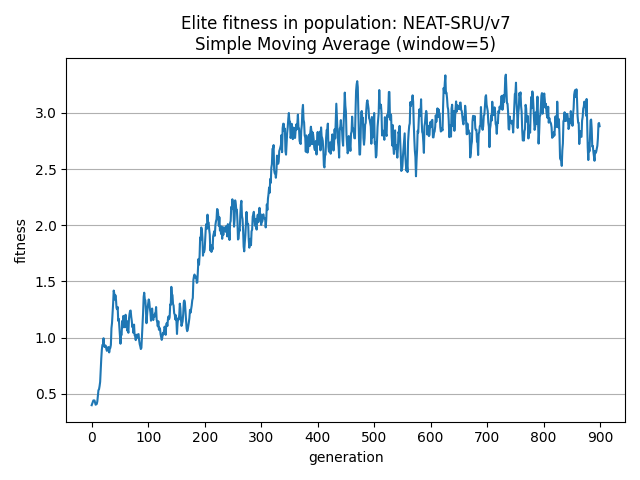 Elite fitness in population: NEAT-SRU/v7
Simple Moving Average (window=5)
fitness
3.0
2.5
2.0
1.5
1.0
0.5
0 100 200 300 400 500 600 700 800 900
generation